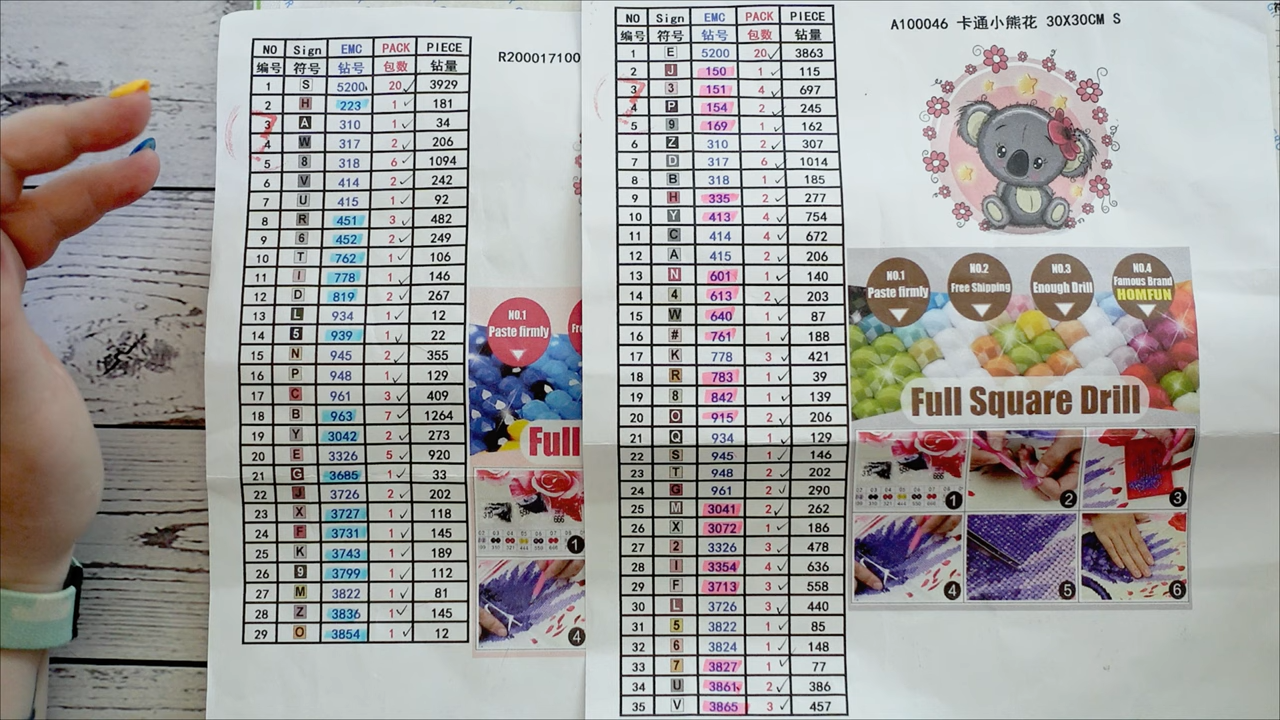 NO Sign EMC PACK PIECE
编号 符号 钻号 包数 钻量
1 S 5200 20 3929
2 H 223 1 181
3 A 310 1 34
4 W 317 2 206
5 8 318 6 1094
6 V 414 2 242
7 U 415 1 92
8 R 451 3 482
9 6 452 2 249
10 T 762 1 106
11 I 778 1 146
12 D 819 2 267
13 L 934 1 12
14 5 939 1 22
15 N 945 2 355
16 P 948 1 129
17 C 961 3 409
18 B 963 7 1264
19 Y 3042 2 273
20 E 3326 5 920
21 G 3685 1 33
22 J 3726 2 202
23 X 3727 1 118
24 F 3731 1 145
25 K 3743 1 189
26 9 3799 1 112
27 M 3822 1 81
28 Z 3836 1 145
29 O 3854 1 12
R200017100
NO.1
Paste firmly
Full
1
4
NO Sign EMC PACK PIECE
编号 符号 钻号 包数 钻量
1 E 5200 20 3863
2 J 150 1 115
3 3 151 4 697
4 P 154 2 245
5 9 169 1 162
6 Z 310 2 307
7 D 317 6 1014
8 B 318 1 185
9 H 335 2 277
10 Y 413 4 754
11 C 414 4 672
12 A 415 2 206
13 N 601 1 140
14 4 613 2 203
15 W 640 1 87
16 # 761 1 188
17 K 778 3 421
18 R 783 1 39
19 8 842 1 139
20 O 915 2 206
21 Q 934 1 129
22 S 945 1 146
23 T 948 2 202
24 G 961 2 290
25 M 3041 2 262
26 X 3072 1 186
27 2 3326 3 478
28 I 3354 4 636
29 F 3713 3 558
30 L 3726 3 440
31 5 3822 1 85
32 6 3824 1 148
33 7 3827 1 77
34 U 3861 2 386
35 V 3865 3 457
A100046 卡通小熊花 30X30CM S
NO.1
Paste firmly
NO.2
Free Shipping
NO.3
Enough Drill
NO.4
Famous Brand
HOMFUN
Full Square Drill
1
2
3
4
5
6